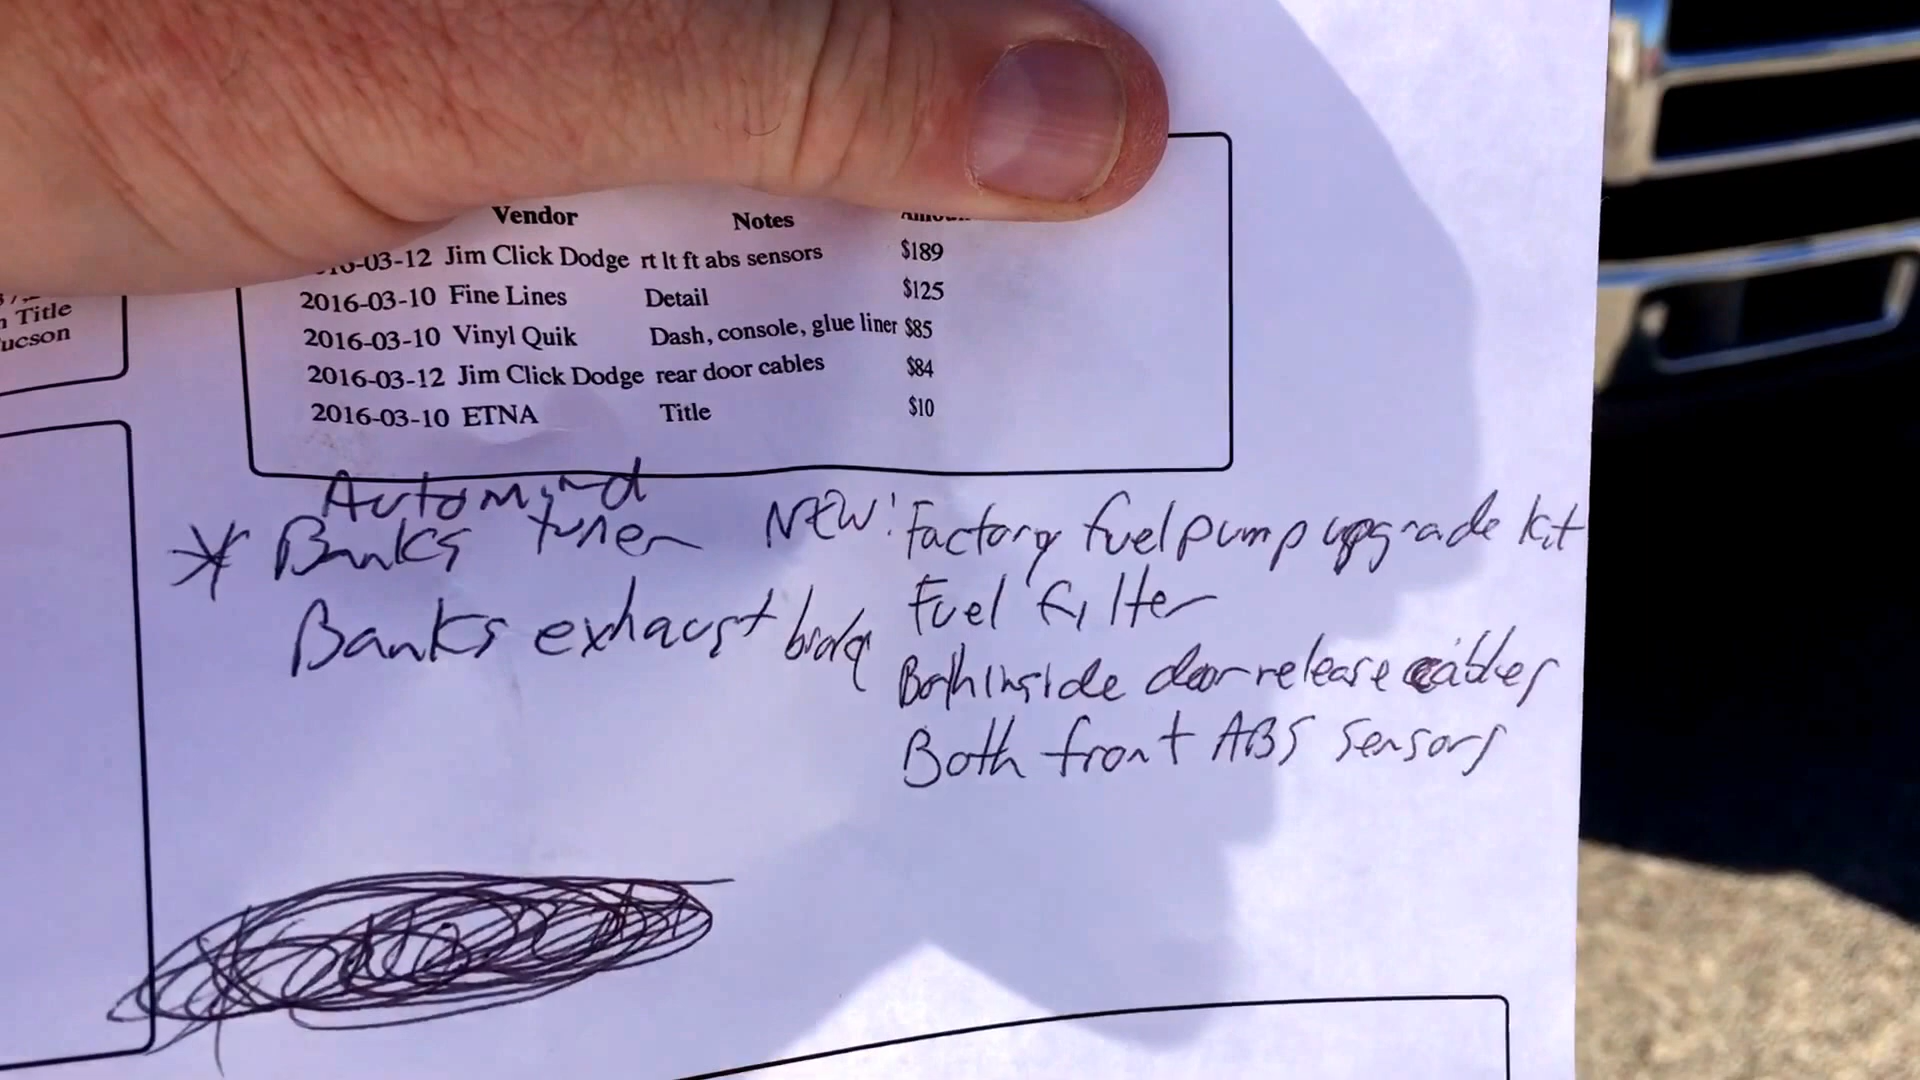 Vendor Notes
-03-12 Jim Click Dodge rt lt ft abs sensors $189
2016-03-10 Fine Lines Detail $125
2016-03-10 Vinyl Quik Dash, console, glue liner $85
2016-03-12 Jim Click Dodge rear door cables $84
2016-03-10 ETNA Title $10
Title
ucson
Automind
* Banks tuner
Banks exhaust brake
NEW: Factory fuel pump upgrade kit
Fuel filter
Both inside door release cables
Both front ABS sensors